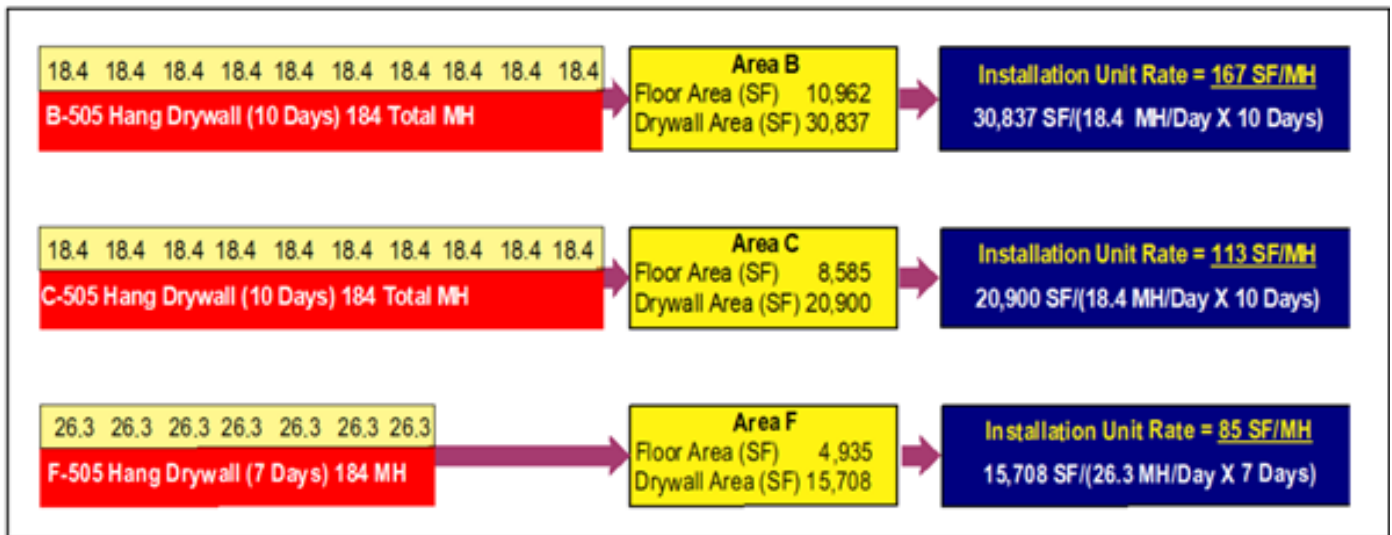 18.4 18.4 18.4 18.4 18.4 18.4 18.4 18.4 18.4 18.4
B-505 Hang Drywall (10 Days) 184 Total MH
Area B
Floor Area (SF) 10,962
Drywall Area (SF) 30,837
Installation Unit Rate = 167 SF/MH
30,837 SF/(18.4 MH/Day X 10 Days)
18.4 18.4 18.4 18.4 18.4 18.4 18.4 18.4 18.4 18.4
C-505 Hang Drywall (10 Days) 184 Total MH
Area C
Floor Area (SF) 8,585
Drywall Area (SF) 20,900
Installation Unit Rate = 113 SF/MH
20,900 SF/(18.4 MH/Day X 10 Days)
26.3 26.3 26.3 26.3 26.3 26.3 26.3
F-505 Hang Drywall (7 Days) 184 MH
Area F
Floor Area (SF) 4,935
Drywall Area (SF) 15,708
Installation Unit Rate = 85 SF/MH
15,708 SF/(26.3 MH/Day X 7 Days)